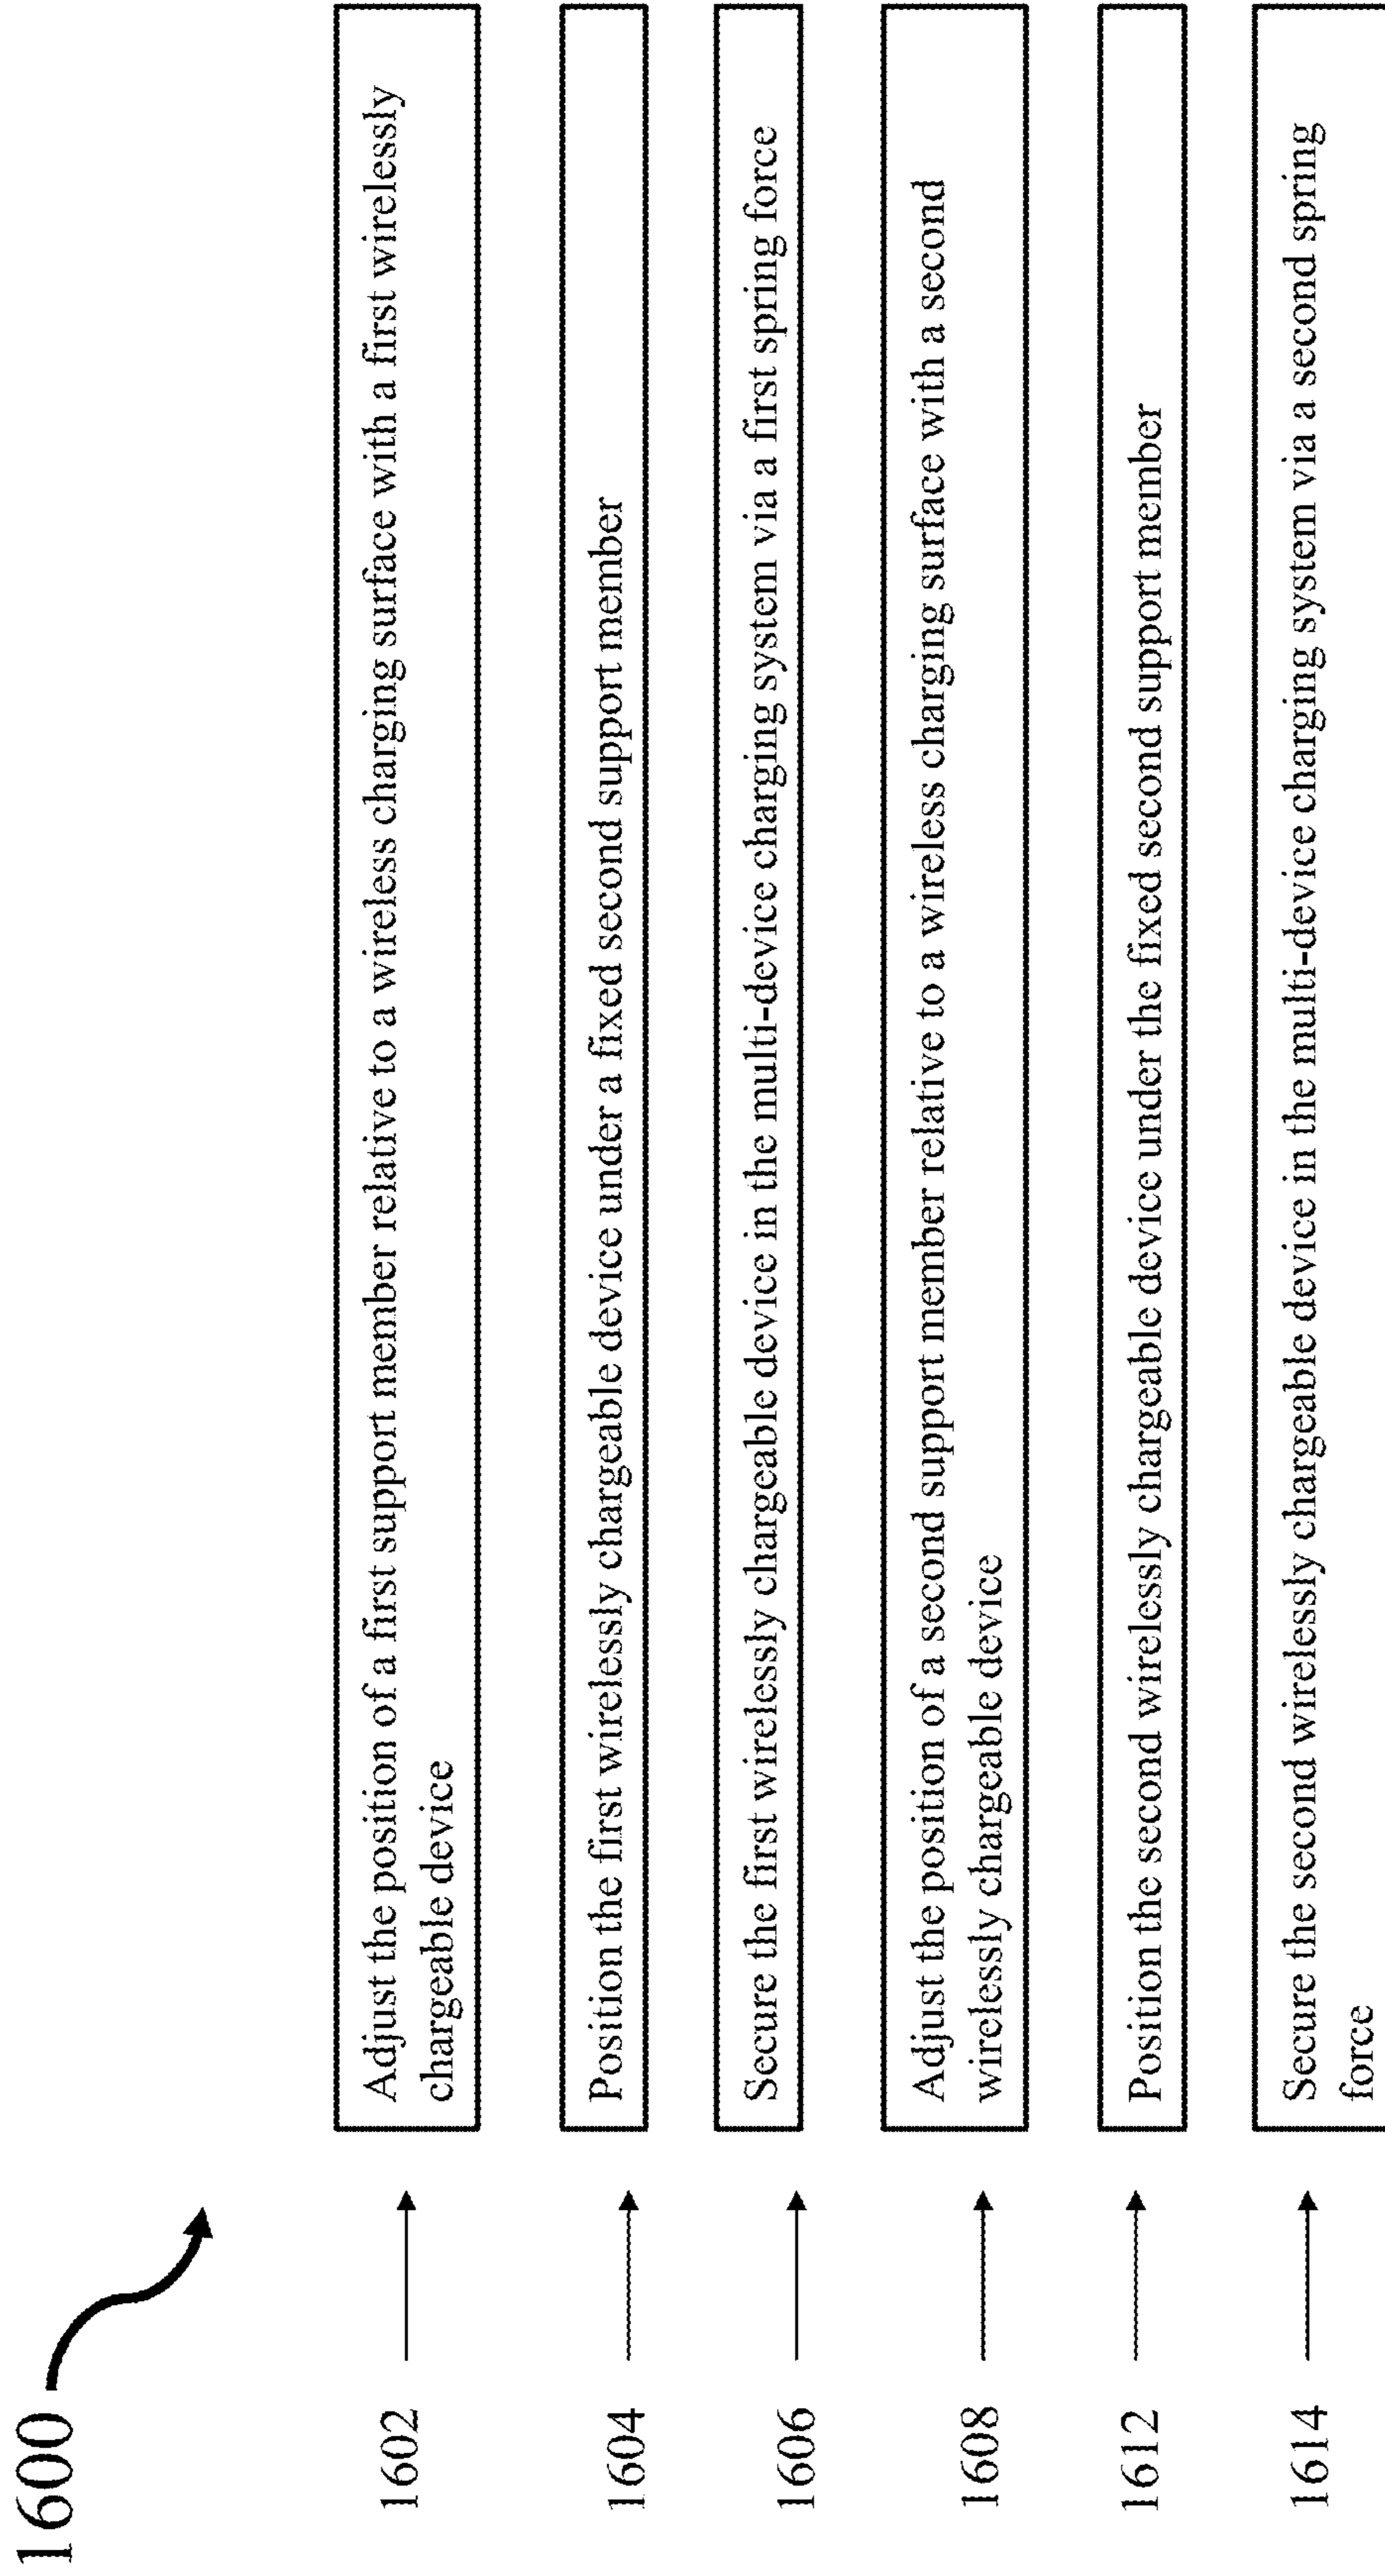 1600
1602
Adjust the position of a first support member relative to a wireless charging surface with a first wirelessly
chargeable device
1604
Position the first wirelessly chargeable device under a fixed second support member
1606
Secure the first wirelessly chargeable device in the multi-device charging system via a first spring force
1608
Adjust the position of a second support member relative to a wireless charging surface with a second
wirelessly chargeable device
1612
Position the second wirelessly chargeable device under the fixed second support member
1614
Secure the second wirelessly chargeable device in the multi-device charging system via a second spring
force